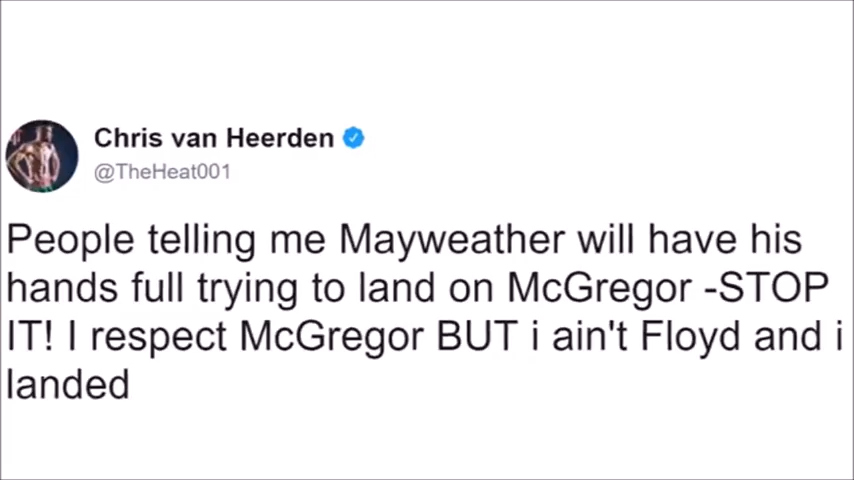 Chris van Heerden
@TheHeat001
People telling me Mayweather will have his
hands full trying to land on McGregor -STOP
IT! I respect McGregor BUT i ain't Floyd and i
landed